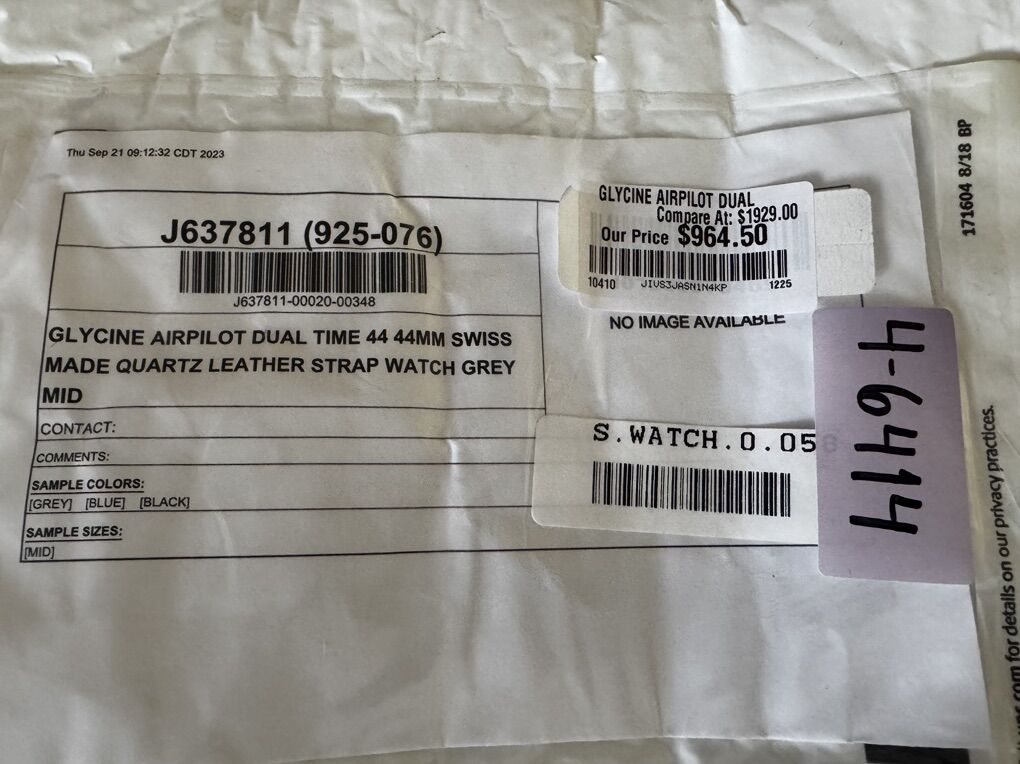 Thu Sep 21 09:12:32 CDT 2023
J637811 (925-076)
J637811-00020-00348
GLYCINE AIRPILOT DUAL TIME 44 44MM SWISS
MADE QUARTZ LEATHER STRAP WATCH GREY
MID
CONTACT:
COMMENTS:
SAMPLE COLORS:
[GREY] [BLUE] [BLACK]
SAMPLE SIZES:
[MID]
GLYCINE AIRPILOT DUAL
Compare At: $1929.00
Our Price $964.50
10410 JIVS3JASN1N4KP 1225
NO IMAGE AVAILABLE
S.WATCH.0.058
4-6414
171604 8/18 BP
.com for details on our privacy practices.